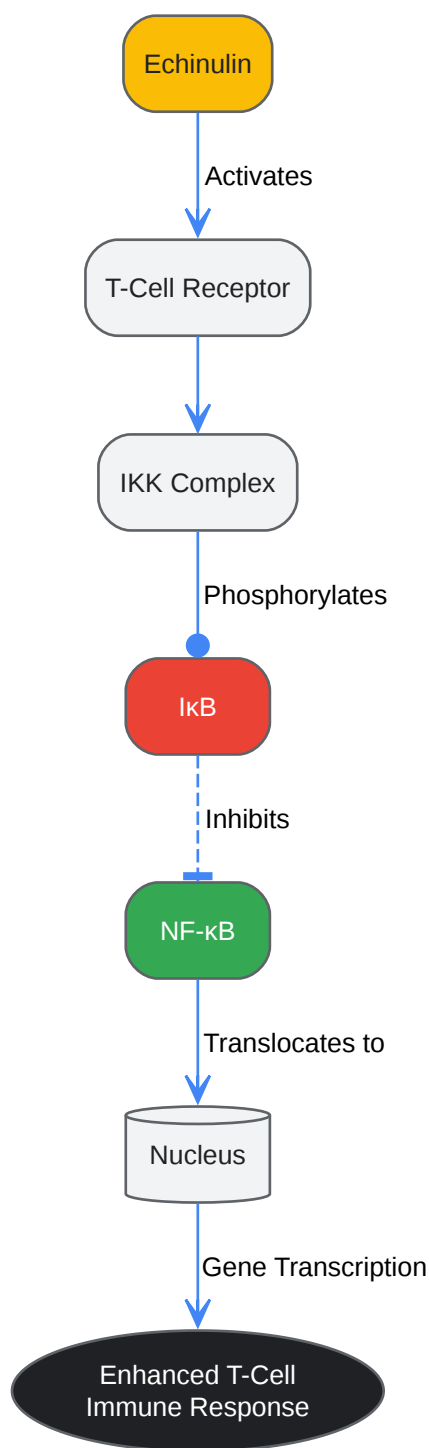 Echinulin
Activates
T-Cell Receptor
IKK Complex
Phosphorylates
IκB
Inhibits
NF-κB
Translocates to
Nucleus
Gene Transcription
Enhanced T-Cell
Immune Response